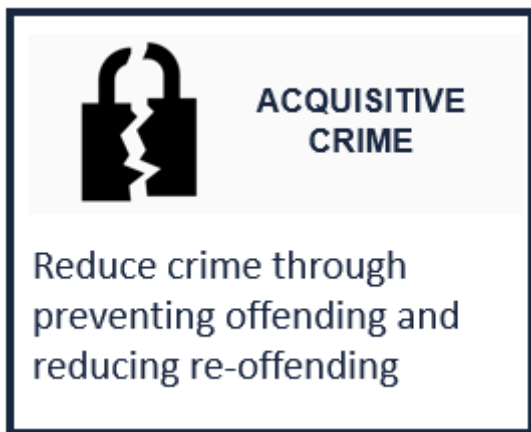 ACQUISITIVE
CRIME
Reduce crime through
preventing offending and
reducing re-offending